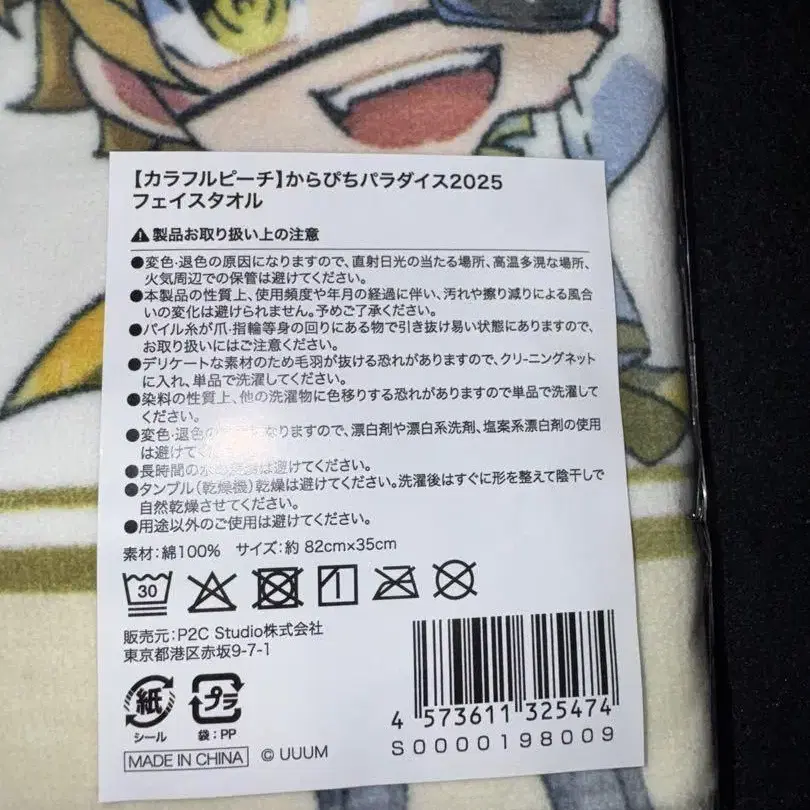 【カラフルピーチ】からぴちパラダイス2025
フェイスタオル
製品お取り扱い上の注意
●変色・退色の原因になりますので、直射日光の当たる場所、高温多湿な場所、
火気周辺での保管は避けてください。
●本製品の性質上、使用頻度や年月の経過に伴い、汚れや擦り減りによる風合
いの変化は避けられません。予めご了承ください。
●パイル糸が爪・指輪等身の回りにある物で引き抜け易い状態にありますので、
お取り扱いにはご注意ください。
●デリケートな素材のため毛羽が抜ける恐れがありますので、クリーニングネット
に入れ、単品で洗濯してください。
●染料の性質上、他の洗濯物に色移りする恐れがありますので単品で洗濯して
ください。
●変色・退色の になりますので、漂白剤や漂白系洗剤、塩素系漂白剤の使用
は避けてください。
●長時間の は避けてください。
●タンブル(乾燥機)乾燥は避けてください。洗濯後はすぐに形を整えて陰干しで
自然乾燥させてください。
●用途以外のご使用は避けてください。
素材:綿100% サイズ:約 82cm×35cm
30
販売元:P2C Studio株式会社
東京都港区赤坂9-7-1
紙
シール
プラ
袋:PP
MADE IN CHINA © UUUM
4 573611 325474
S0000198009